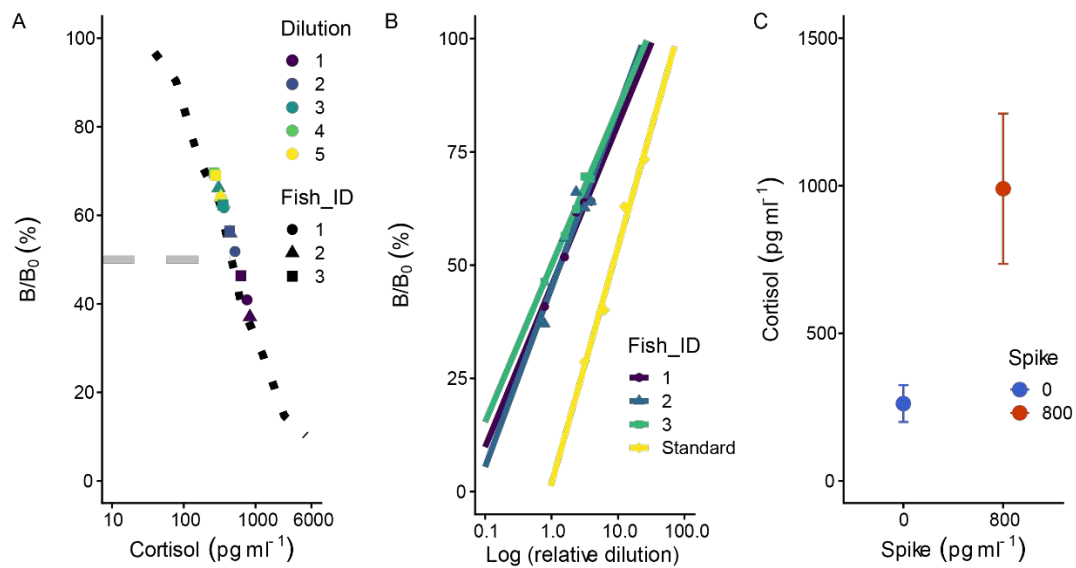 A
B/B₀ (%)
100
80
60
40
20
0
10
100
1000
6000
Cortisol (pg ml⁻¹)
Dilution
1
2
3
4
5
Fish_ID
1
2
3
B
B/B₀ (%)
100
75
50
25
0
0.1
1.0
10.0
100.0
Log (relative dilution)
Fish_ID
1
2
3
Standard
C
Cortisol (pg ml⁻¹)
1500
1000
500
0
0
800
Spike (pg ml⁻¹)
Spike
0
800